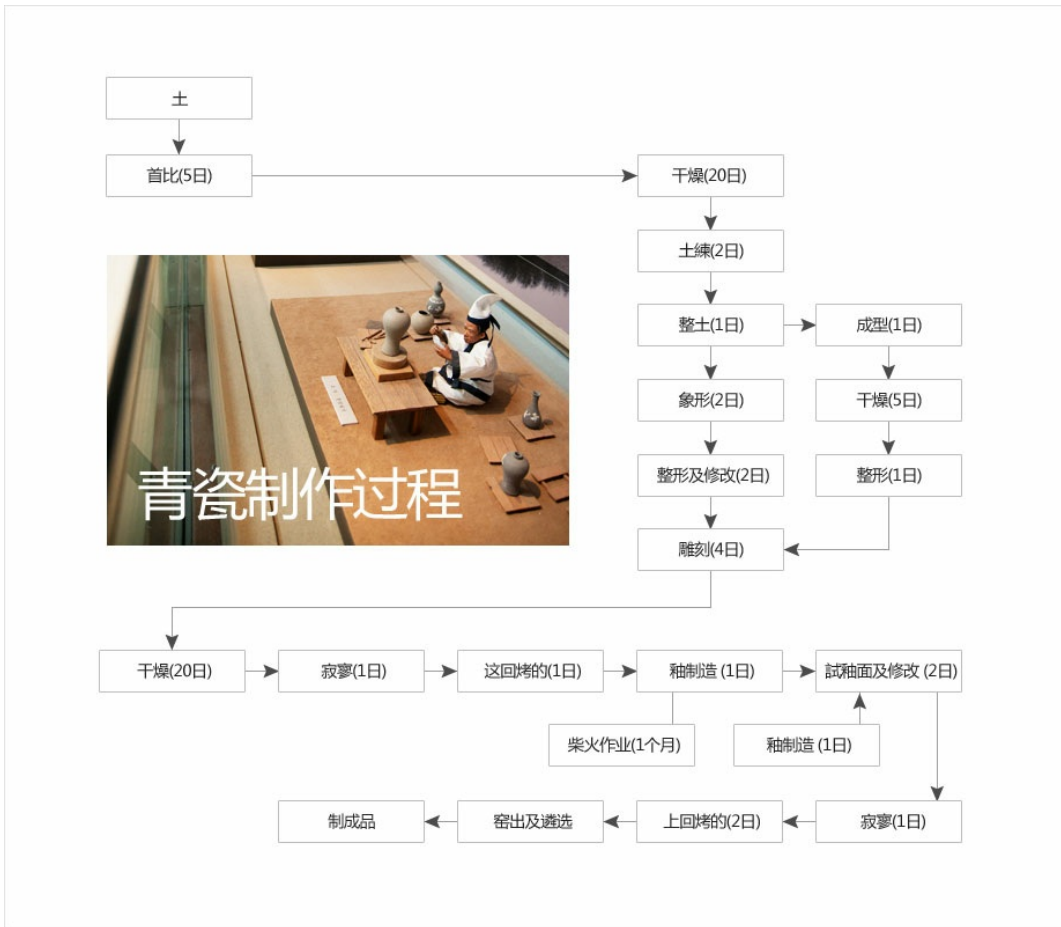 土
首比(5日)
干燥(20日)
土練(2日)
整土(1日)
成型(1日)
象形(2日)
干燥(5日)
整形及修改(2日)
整形(1日)
雕刻(4日)
青瓷制作过程
干燥(20日)
寂寥(1日)
这回烤的(1日)
釉制造 (1日)
試釉面及修改 (2日)
柴火作业(1个月)
釉制造 (1日)
制成品
窑出及遴选
上回烤的(2日)
寂寥(1日)